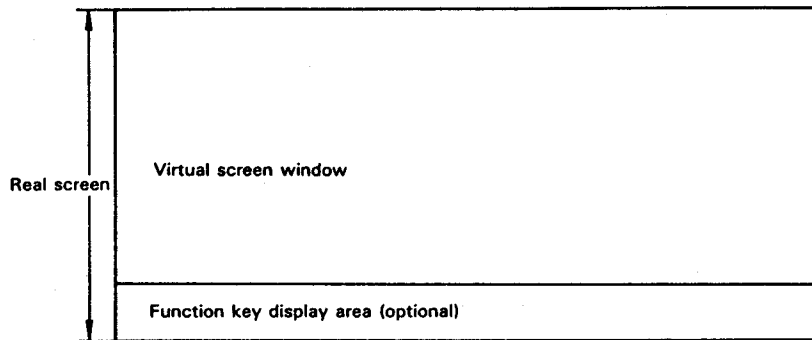 Virtual screen window
Real screen
Function key display area (optional)